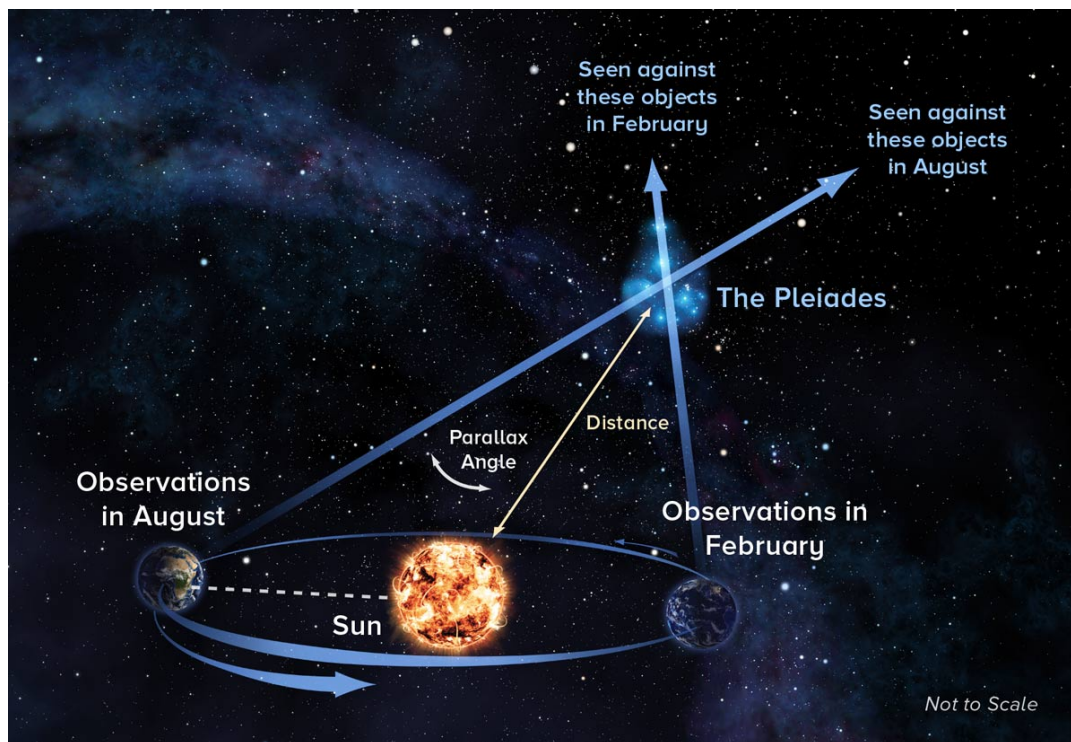 Seen against
these objects
in February
Seen against
these objects
in August
The Pleiades
Distance
Parallax
Angle
Observations
in August
Observations in
February
Sun
Not to Scale